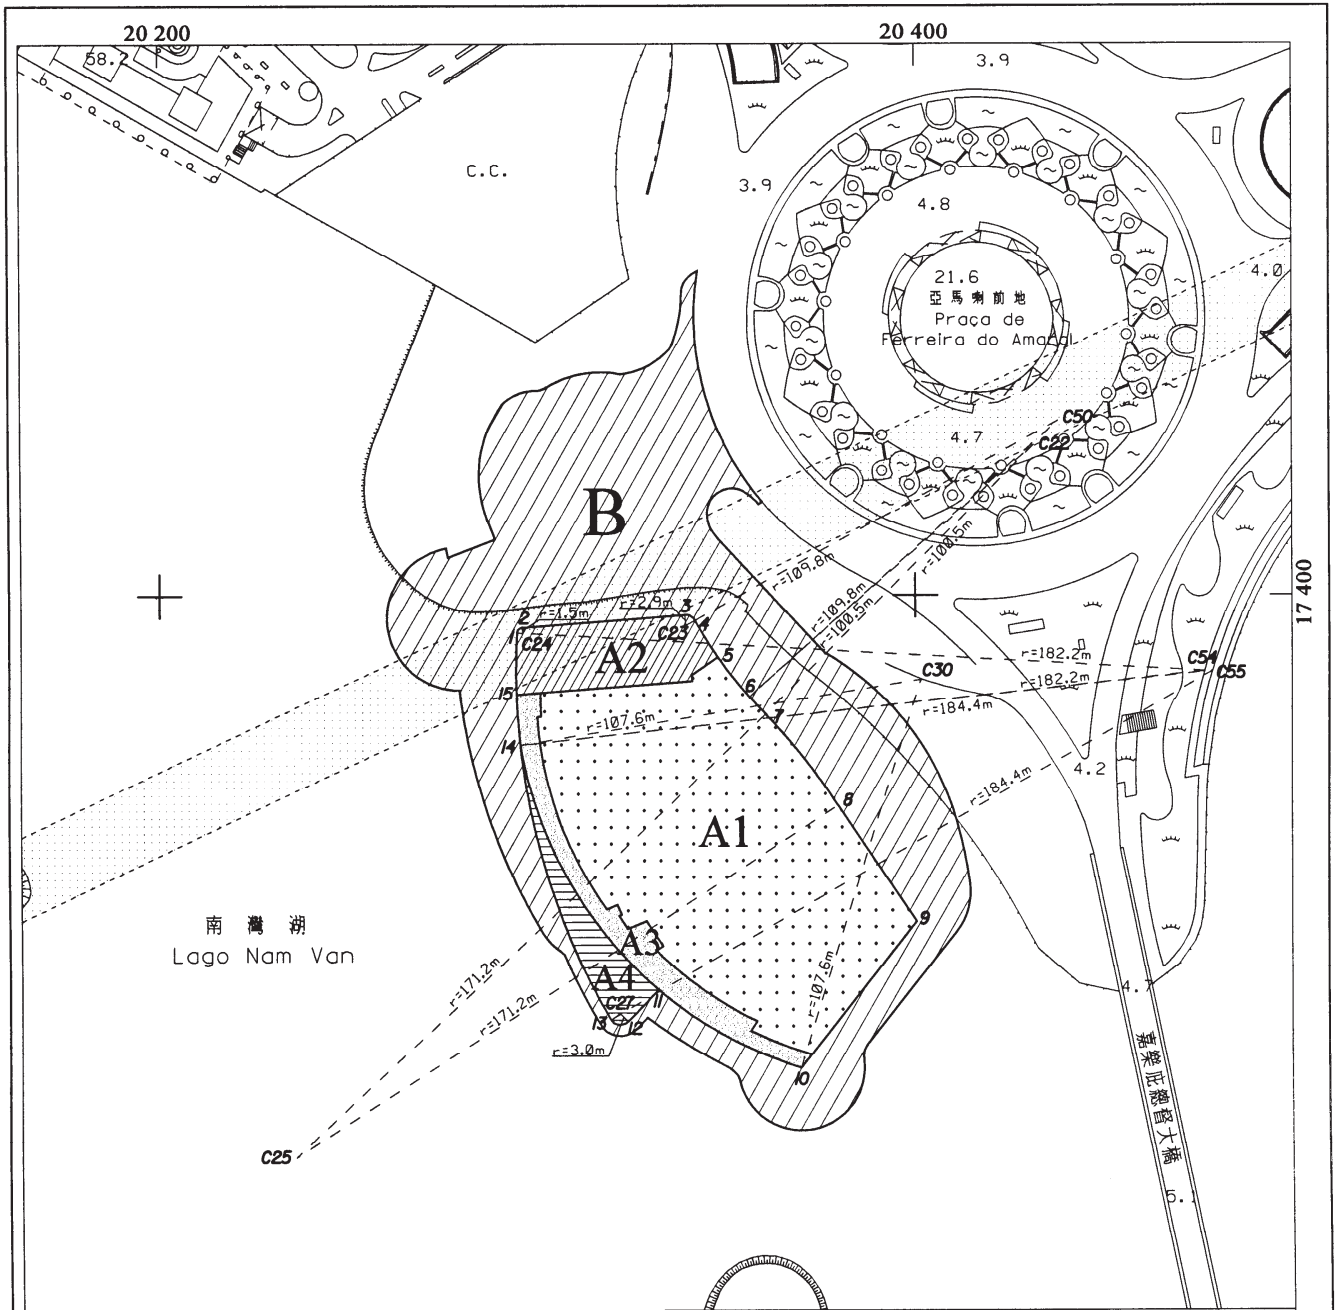 20 200
20 400
58.2
3.9
C.C.
3.9
4.8
4.0
21.6
亞馬喇前地
Praça de
Ferreira do Amaral
C50
4.7
C22
B
r=100.5m
r=109.8m
17 400
r=109.8m
r=100.5m
r=2.9m
3
r=1.5m
2
4
1
C24
C23
A2
5
r=182.2m
C54
C55
C30
6
r=182.2m
15
7
r=184.4m
r=107.6m
14
4.2
r=184.4m
8
A1
9
南灣湖
Lago Nam Van
A3
r=171.2m
A4
4.7
r=107.6m
C27
11
r=171.2m
13
12
r=3.0m
10
嘉樂庇總督大橋
C25